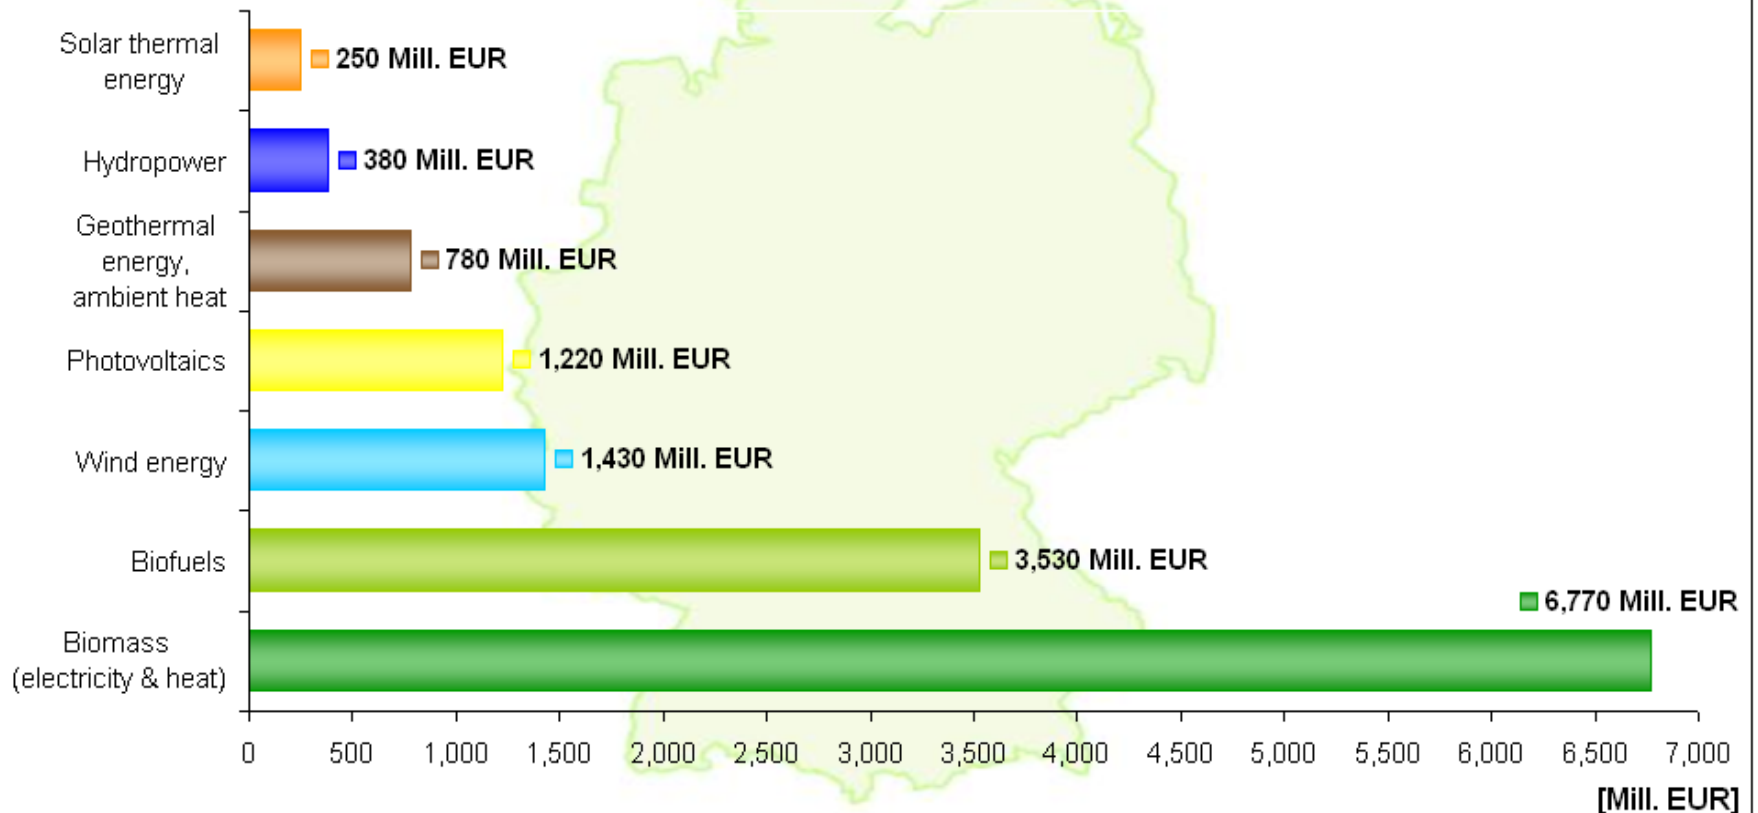 Solar thermal
energy
250 Mill. EUR
Hydropower
380 Mill. EUR
Geothermal
energy,
ambient heat
780 Mill. EUR
Photovoltaics
1,220 Mill. EUR
Wind energy
1,430 Mill. EUR
Biofuels
3,530 Mill. EUR
6,770 Mill. EUR
Biomass
(electricity & heat)
0 500 1,000 1,500 2,000 2,500 3,000 3,500 4,000 4,500 5,000 5,500 6,000 6,500 7,000
[Mill. EUR]